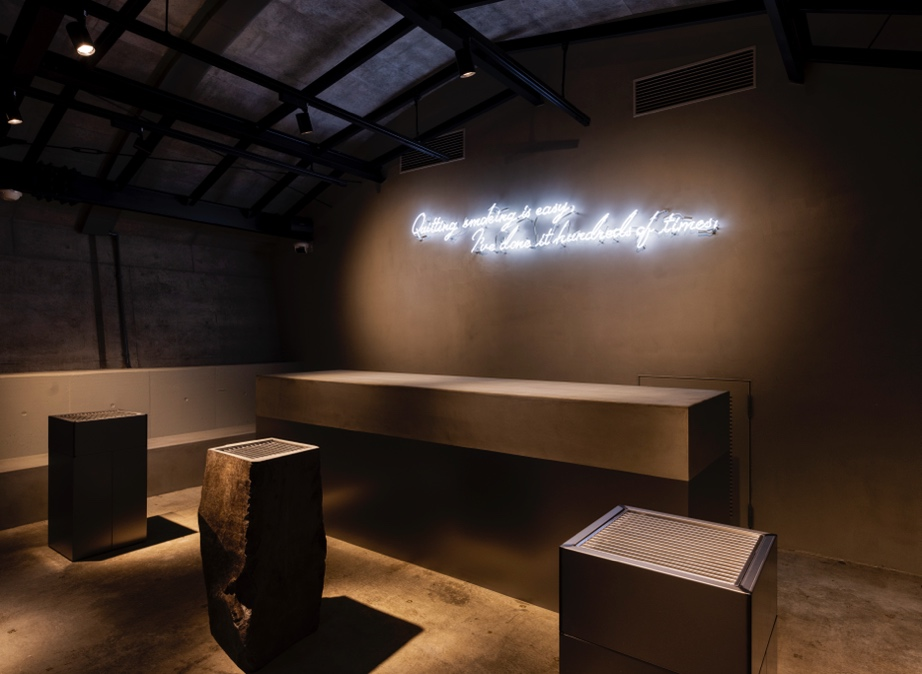 Quitting smoking is easy,
I've done it hundreds of times.